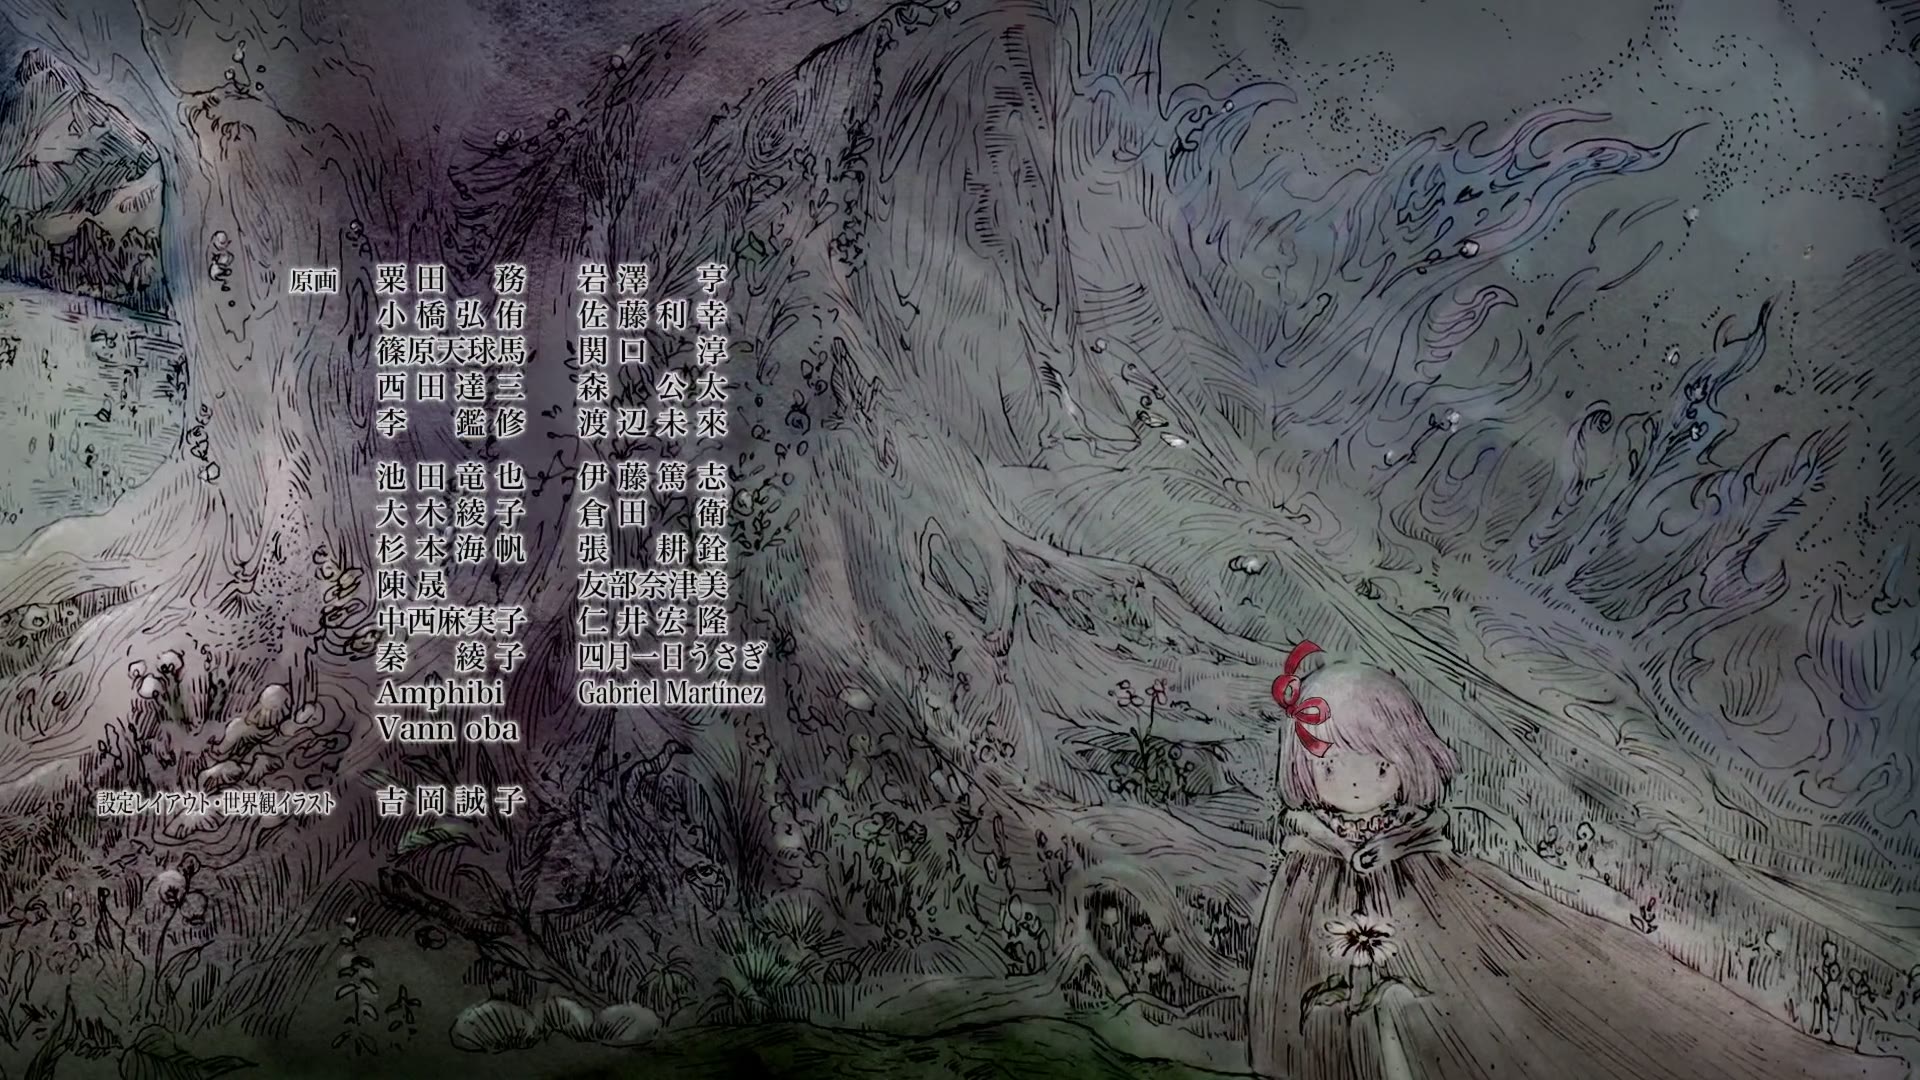 原画 粟田 務 岩澤 亨
小橋弘侑 佐藤利幸
篠原天球馬 関口 淳
西田達三 森 公太
李 鑑修 渡辺未來
池田竜也 伊藤篤志
大木綾子 倉田 衛
杉本海帆 張 耕銓
陳晟 友部奈津美
中西麻実子 仁井宏隆
秦 綾子 四月一日うさぎ
Amphibi Gabriel Martínez
Vann oba
設定レイアウト・世界観イラスト 吉岡誠子